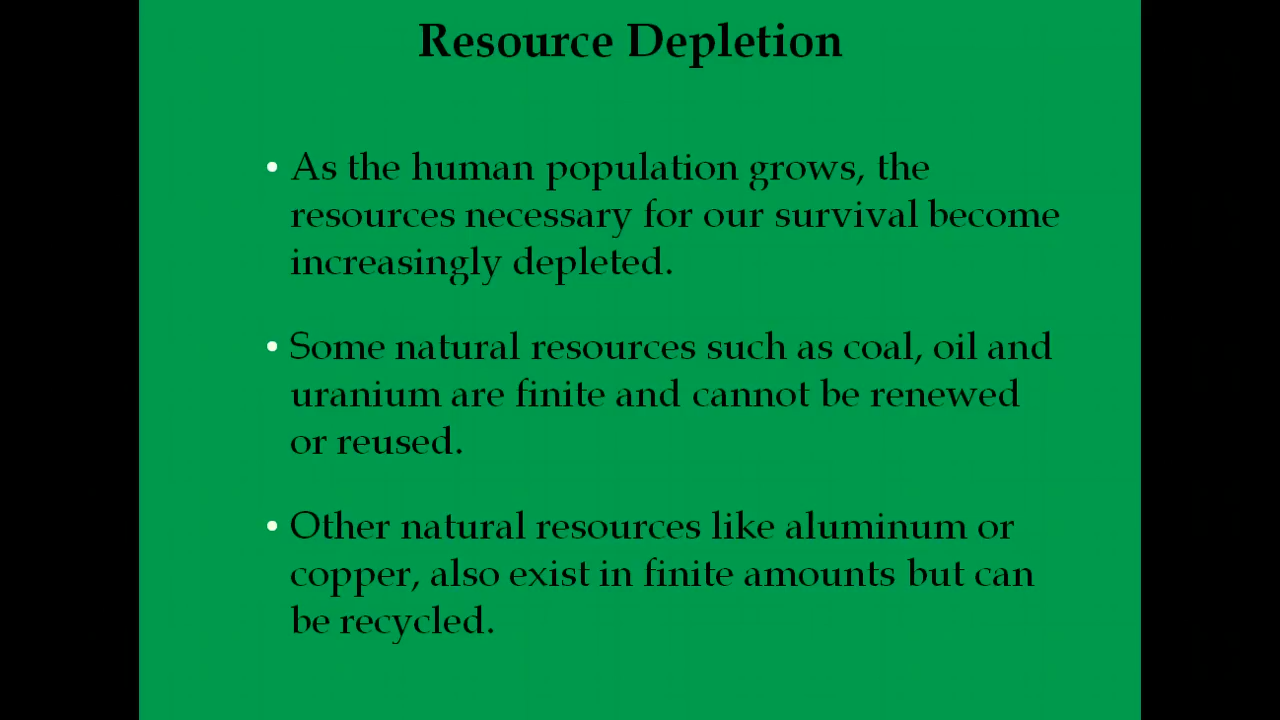 Resource Depletion
• As the human population grows, the
resources necessary for our survival become
increasingly depleted.
• Some natural resources such as coal, oil and
uranium are finite and cannot be renewed
or reused.
• Other natural resources like aluminum or
copper, also exist in finite amounts but can
be recycled.